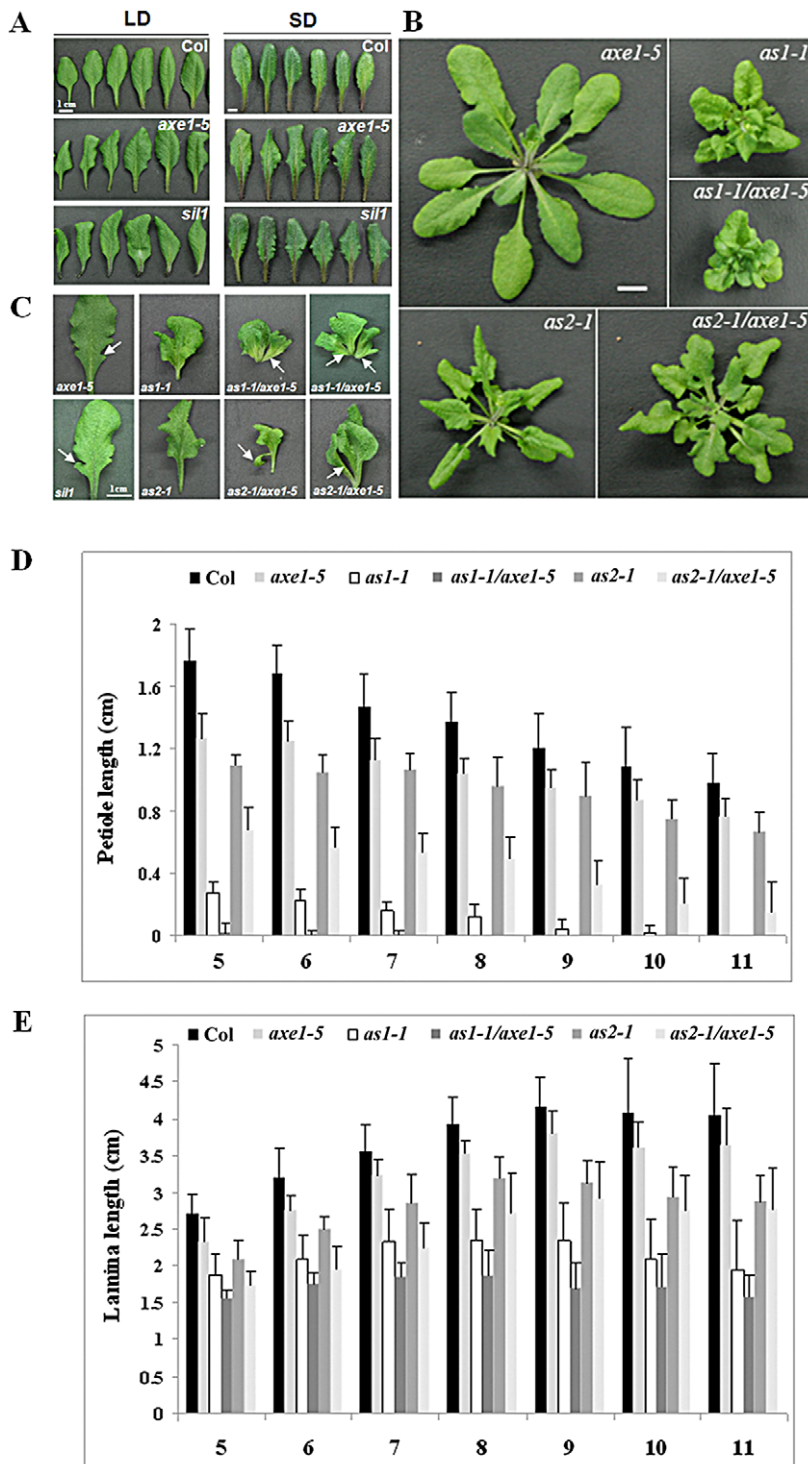 A
LD
SD
B
Col
Col
1 cm
axe1-5
axe1-5
sil1
sil1
axe1-5
as1-1
as1-1/axe1-5
as2-1
as2-1/axe1-5
C
axe1-5
as1-1
as1-1/axe1-5
as1-1/axe1-5
sil1
1cm
as2-1
as2-1/axe1-5
as2-1/axe1-5
D
Col axe1-5 as1-1 as1-1/axe1-5 as2-1 as2-1/axe1-5
Petiole length (cm)
2
1.6
1.2
0.8
0.4
0
5 6 7 8 9 10 11
E
Col axe1-5 as1-1 as1-1/axe1-5 as2-1 as2-1/axe1-5
Lamina length (cm)
5
4.5
4
3.5
3
2.5
2
1.5
1
0.5
0
5 6 7 8 9 10 11